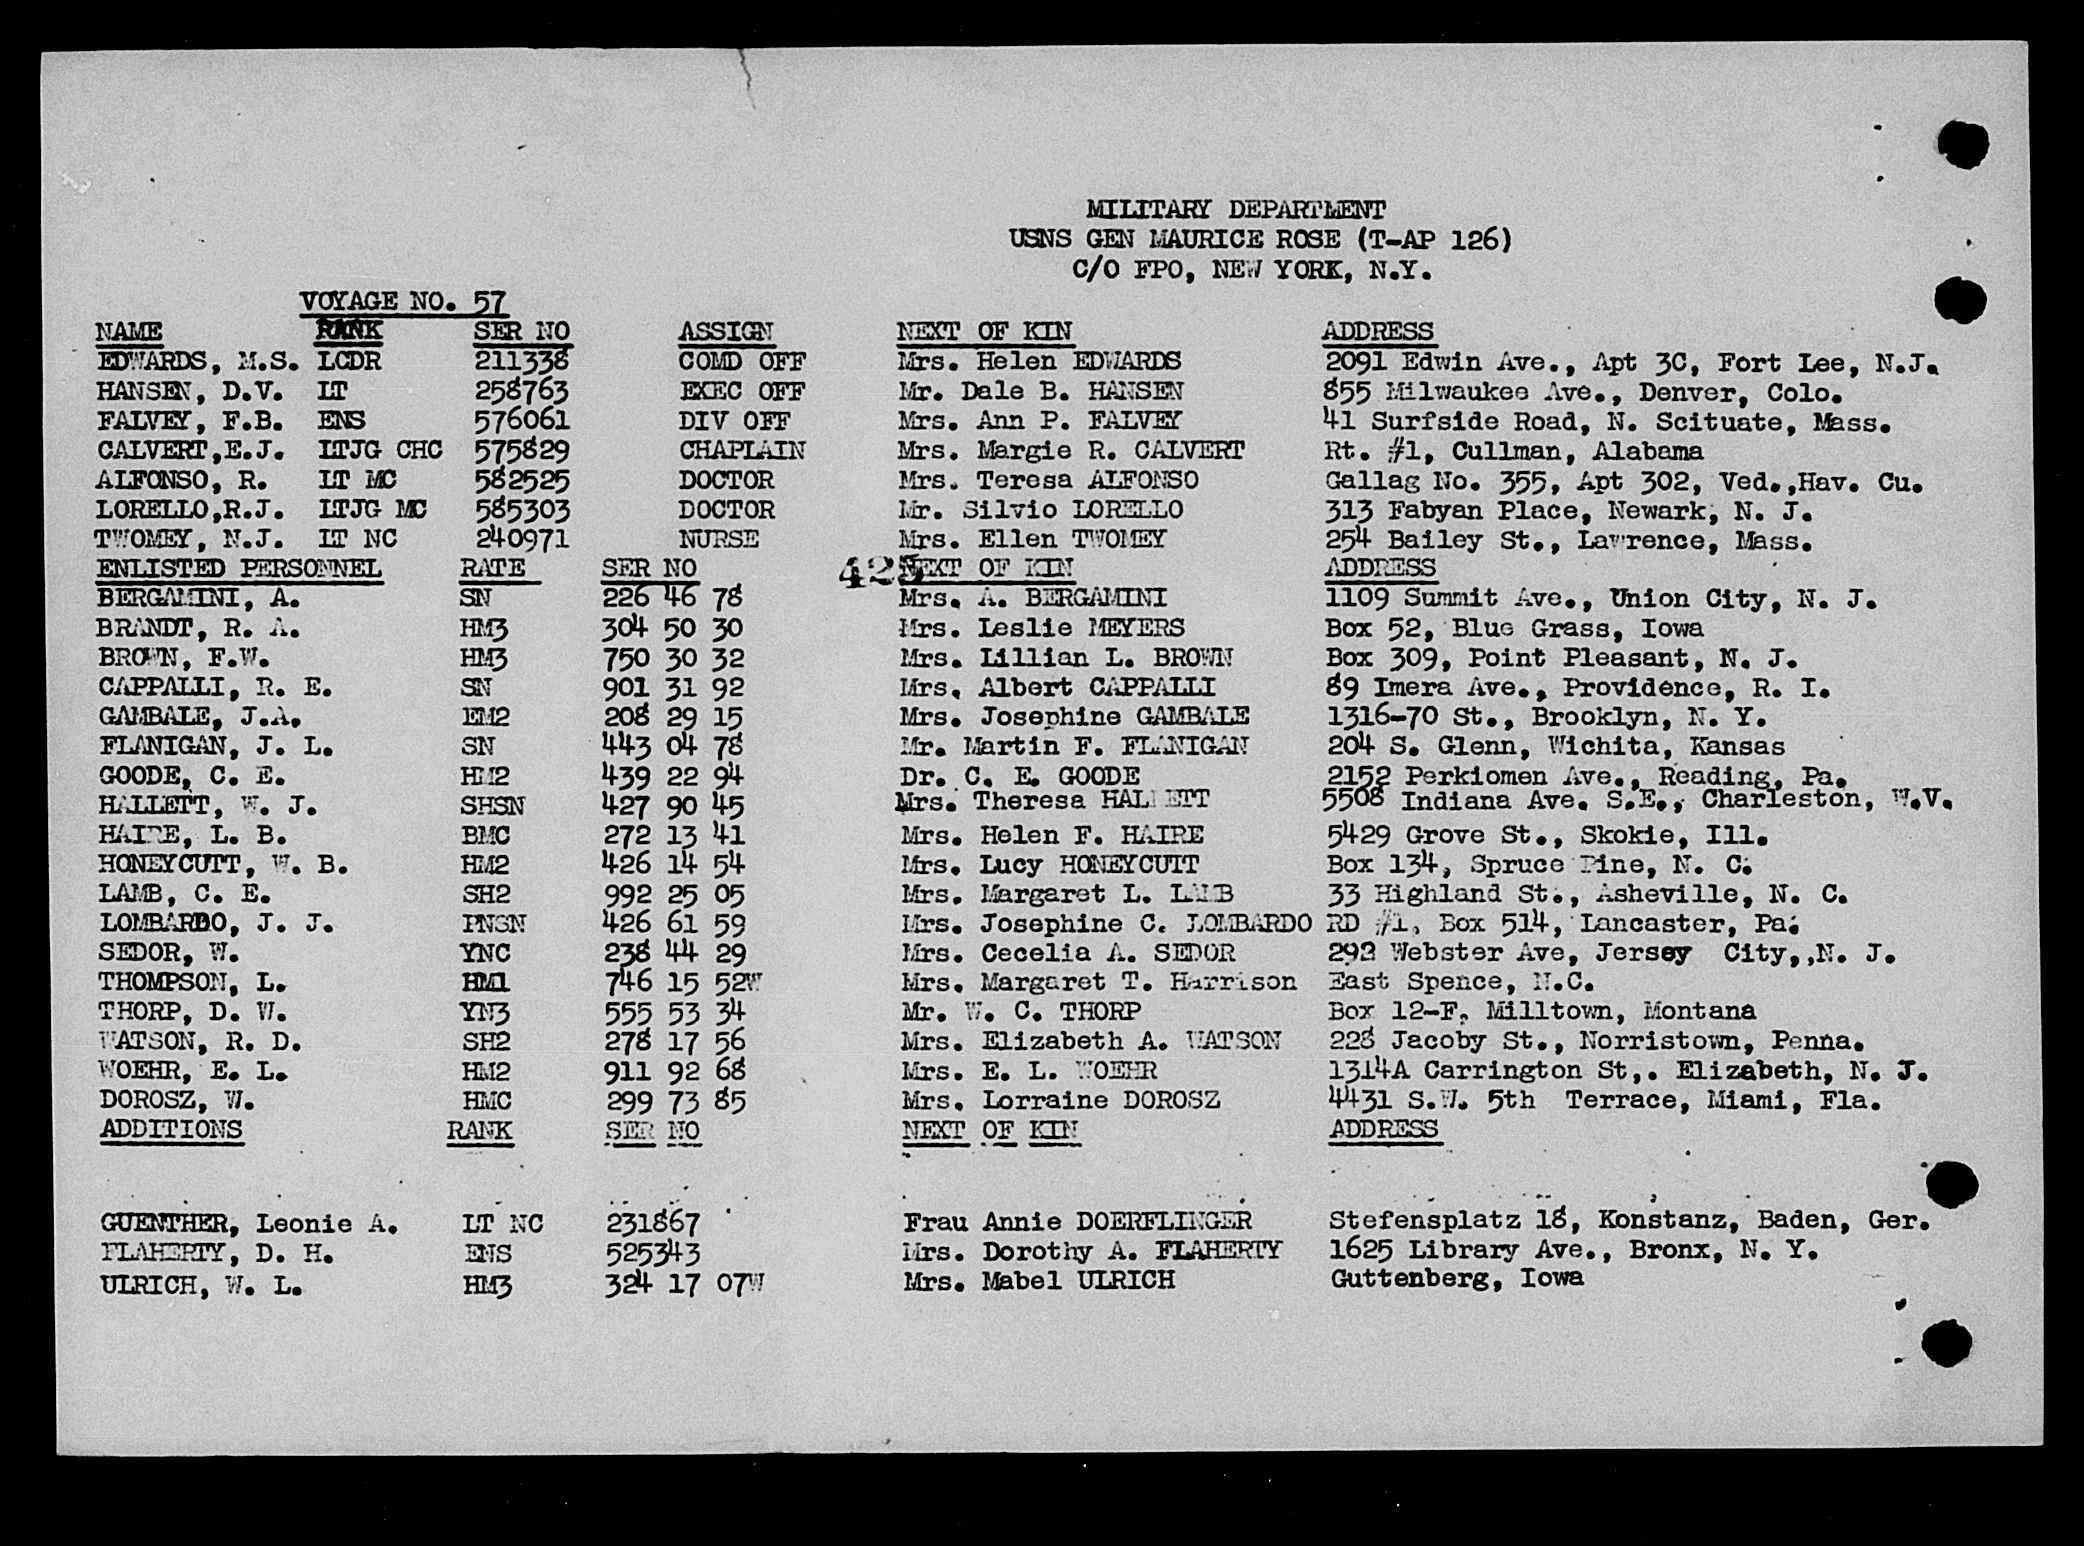 MILITARY DEPARTMENT
USNS GEN MAURICE ROSE (T-AP 126)
C/O FPO, NEW YORK, N.Y.
VOYAGE NO. 57
NAME RANK SER NO ASSIGN NEXT OF KIN ADDRESS
EDWARDS, M.S. LCDR 211338 COMD OFF Mrs. Helen EDWARDS 2091 Edwin Ave., Apt 3C, Fort Lee, N.J.
HANSEN, D.V. LT 258763 EXEC OFF Mr. Dale B. HANSEN 855 Milwaukee Ave., Denver, Colo.
FALVEY, F.B. ENS 576061 DIV OFF Mrs. Ann P. FALVEY 41 Surfside Road, N. Scituate, Mass.
CALVERT,E.J. LTJG CHC 575829 CHAPLAIN Mrs. Margie R. CALVERT Rt. #1, Cullman, Alabama
ALFONSO, R. LT MC 582525 DOCTOR Mrs. Teresa ALFONSO Gallag No. 355, Apt 302, Ved.,Hav. Cu.
LORELLO,R.J. LTJG MC 585303 DOCTOR Mr. Silvio LORELLO 313 Fabyan Place, Newark, N. J.
TWOMEY, N.J. LT NC 240971 NURSE Mrs. Ellen TWOMEY 254 Bailey St., Lawrence, Mass.
ENLISTED PERSONNEL RATE SER NO 425 NEXT OF KIN ADDRESS
BERGAMINI, A. SN 226 46 78 Mrs. A. BERGAMINI 1109 Summit Ave., Union City, N. J.
BRANDT, R. A. HM3 304 50 30 Mrs. Leslie MEYERS Box 52, Blue Grass, Iowa
BROWN, F.W. HM3 750 30 32 Mrs. Lillian L. BROWN Box 309, Point Pleasant, N. J.
CAPPALLI, R. E. SN 901 31 92 Mrs. Albert CAPPALLI 89 Imera Ave., Providence, R. I.
GAMBALE, J.A. EM2 208 29 15 Mrs. Josephine GAMBALE 1316-70 St., Brooklyn, N. Y.
FLANIGAN, J. L. SN 443 04 78 Mr. Martin F. FLANIGAN 204 S. Glenn, Wichita, Kansas
GOODE, C. E. HM2 439 22 94 Dr. C. E. GOODE 2152 Perkiomen Ave., Reading, Pa.
HALLETT, W. J. SHSN 427 90 45 Mrs. Theresa HALLETT 5508 Indiana Ave. S.E., Charleston, W.V.
HAIRE, L. B. BMC 272 13 41 Mrs. Helen F. HAIRE 5429 Grove St., Skokie, Ill.
HONEYCUTT, W. B. HM2 426 14 54 Mrs. Lucy HONEYCUTT Box 134, Spruce Pine, N. C.
LAMB, C. E. SH2 992 25 05 Mrs. Margaret L. LAMB 33 Highland St., Asheville, N. C.
LOMBARDO, J. J. PNSN 426 61 59 Mrs. Josephine C. LOMBARDO RD #1, Box 514, Lancaster, Pa.
SEDOR, W. YNC 238 44 29 Mrs. Cecelia A. SEDOR 292 Webster Ave, Jersey City,,N. J.
THOMPSON, L. HM1 746 15 52W Mrs. Margaret T. Harrison East Spence, N.C.
THORP, D. W. YN3 555 53 34 Mr. W. C. THORP Box 12-F, Milltown, Montana
WATSON, R. D. SH2 278 17 56 Mrs. Elizabeth A. WATSON 228 Jacoby St., Norristown, Penna.
WOEHR, E. L. HM2 911 92 68 Mrs. E. L. WOEHR 1314A Carrington St,. Elizabeth, N. J.
DOROSZ, W. HMC 299 73 85 Mrs. Lorraine DOROSZ 4431 S.W. 5th Terrace, Miami, Fla.
ADDITIONS RANK SER NO NEXT OF KIN ADDRESS
GUENTHER, Leonie A. LT NC 231867 Frau Annie DOERFLINGER Stefensplatz 18, Konstanz, Baden, Ger.
FLAHERTY, D. H. ENS 525343 Mrs. Dorothy A. FLAHERTY 1625 Library Ave., Bronx, N. Y.
ULRICH, W. L. HM3 324 17 07W Mrs. Mabel ULRICH Guttenberg, Iowa